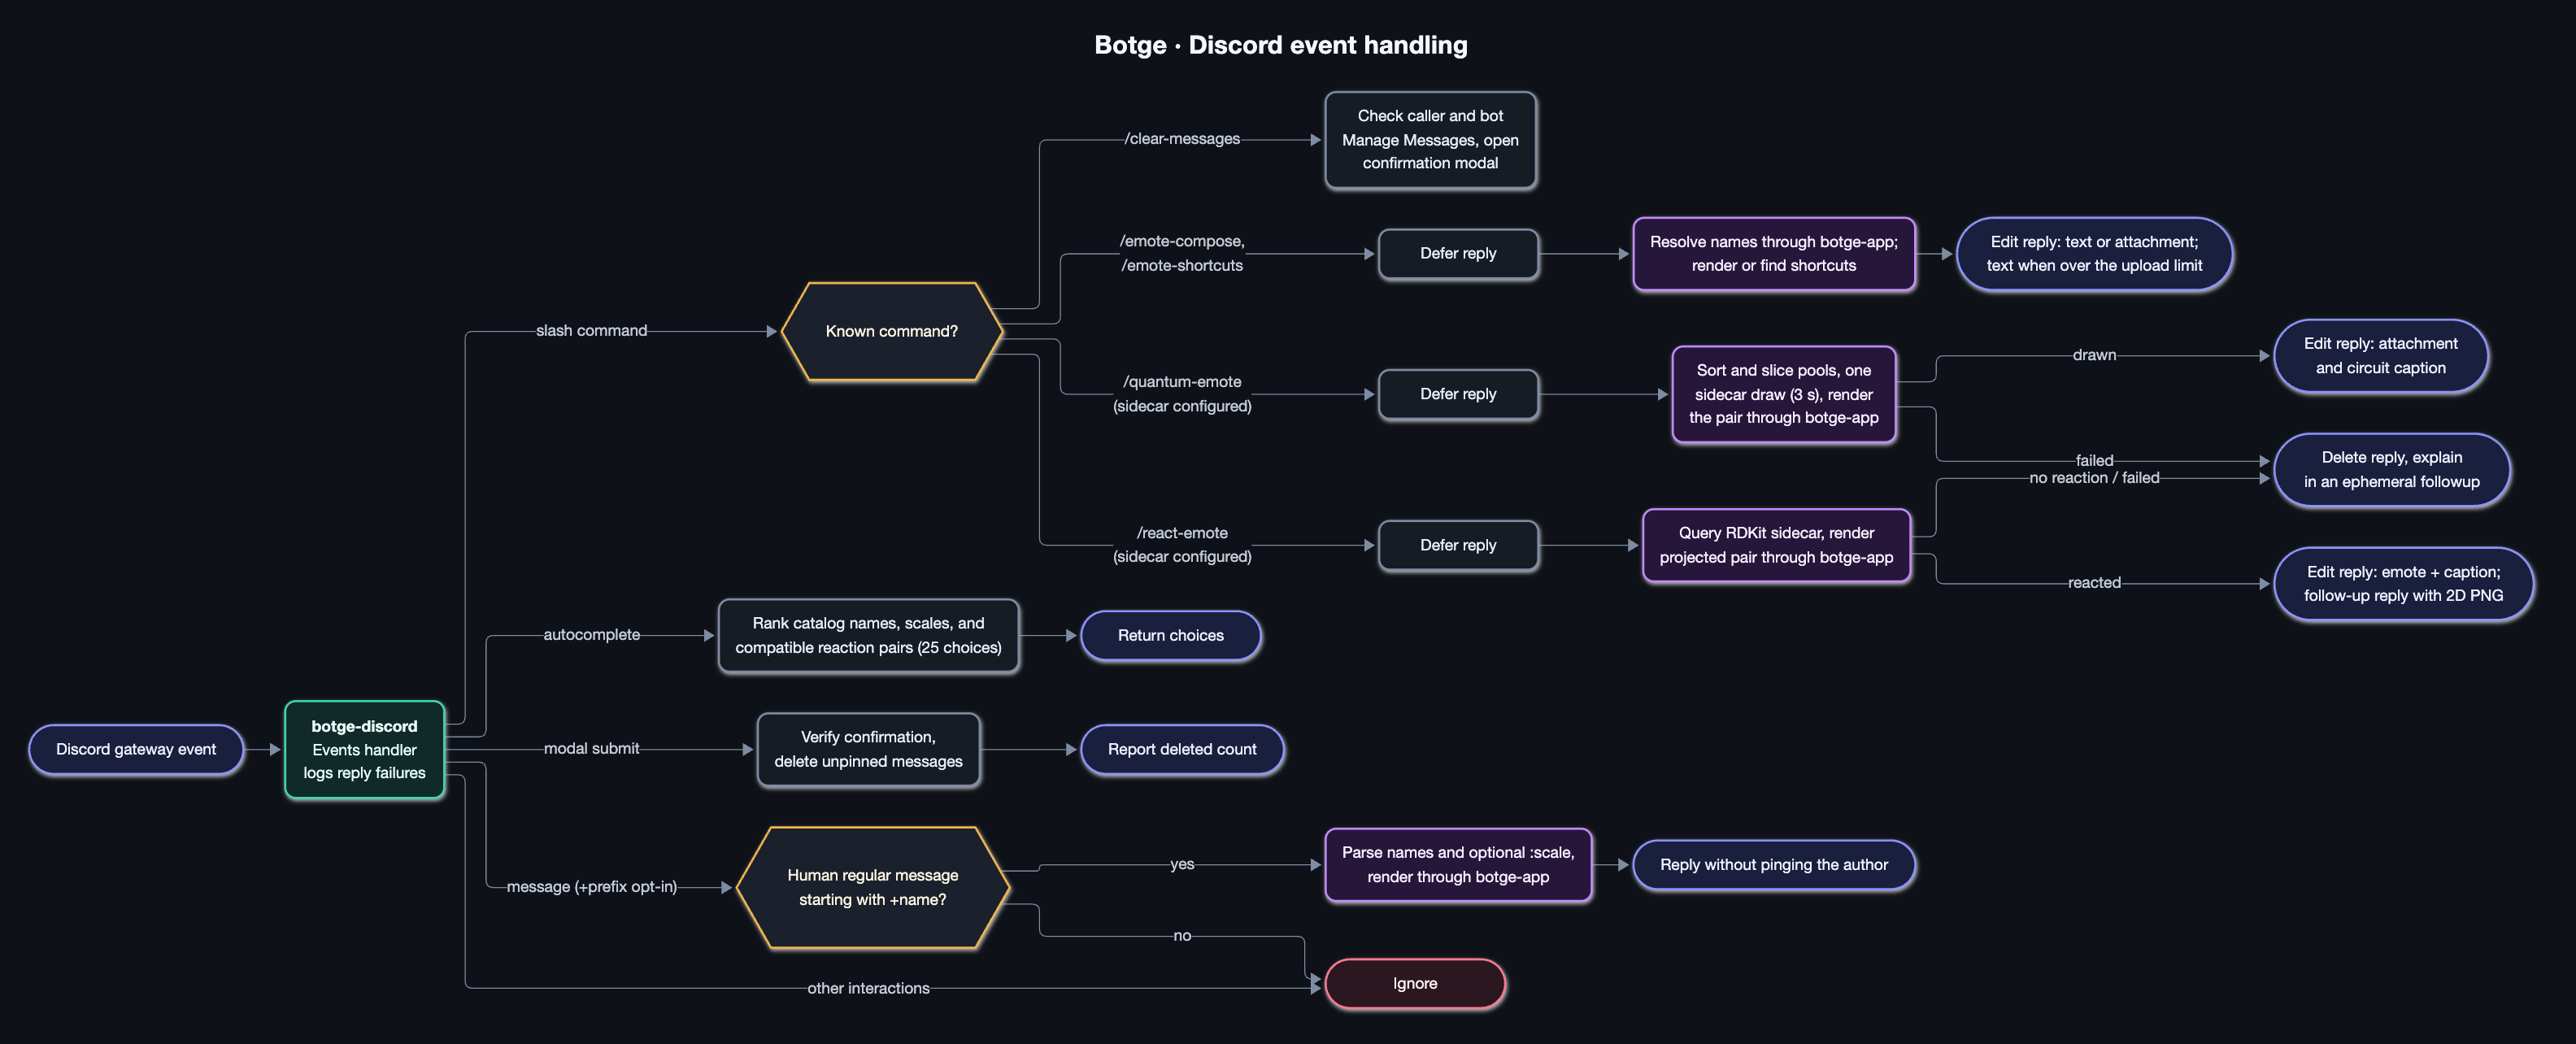 Botge · Discord event handling
/clear-messages
Check caller and bot
Manage Messages, open
confirmation modal
/emote-compose,
/emote-shortcuts
Defer reply
Resolve names through botge-app;
render or find shortcuts
Edit reply: text or attachment;
text when over the upload limit
slash command
Known command?
/quantum-emote
(sidecar configured)
Defer reply
Sort and slice pools, one
sidecar draw (3 s), render
the pair through botge-app
drawn
Edit reply: attachment
and circuit caption
failed
no reaction / failed
Delete reply, explain
in an ephemeral followup
/react-emote
(sidecar configured)
Defer reply
Query RDKit sidecar, render
projected pair through botge-app
reacted
Edit reply: emote + caption;
follow-up reply with 2D PNG
autocomplete
Rank catalog names, scales, and
compatible reaction pairs (25 choices)
Return choices
Discord gateway event
botge-discord
Events handler
logs reply failures
modal submit
Verify confirmation,
delete unpinned messages
Report deleted count
message (+prefix opt-in)
Human regular message
starting with +name?
yes
Parse names and optional :scale,
render through botge-app
Reply without pinging the author
no
other interactions
Ignore